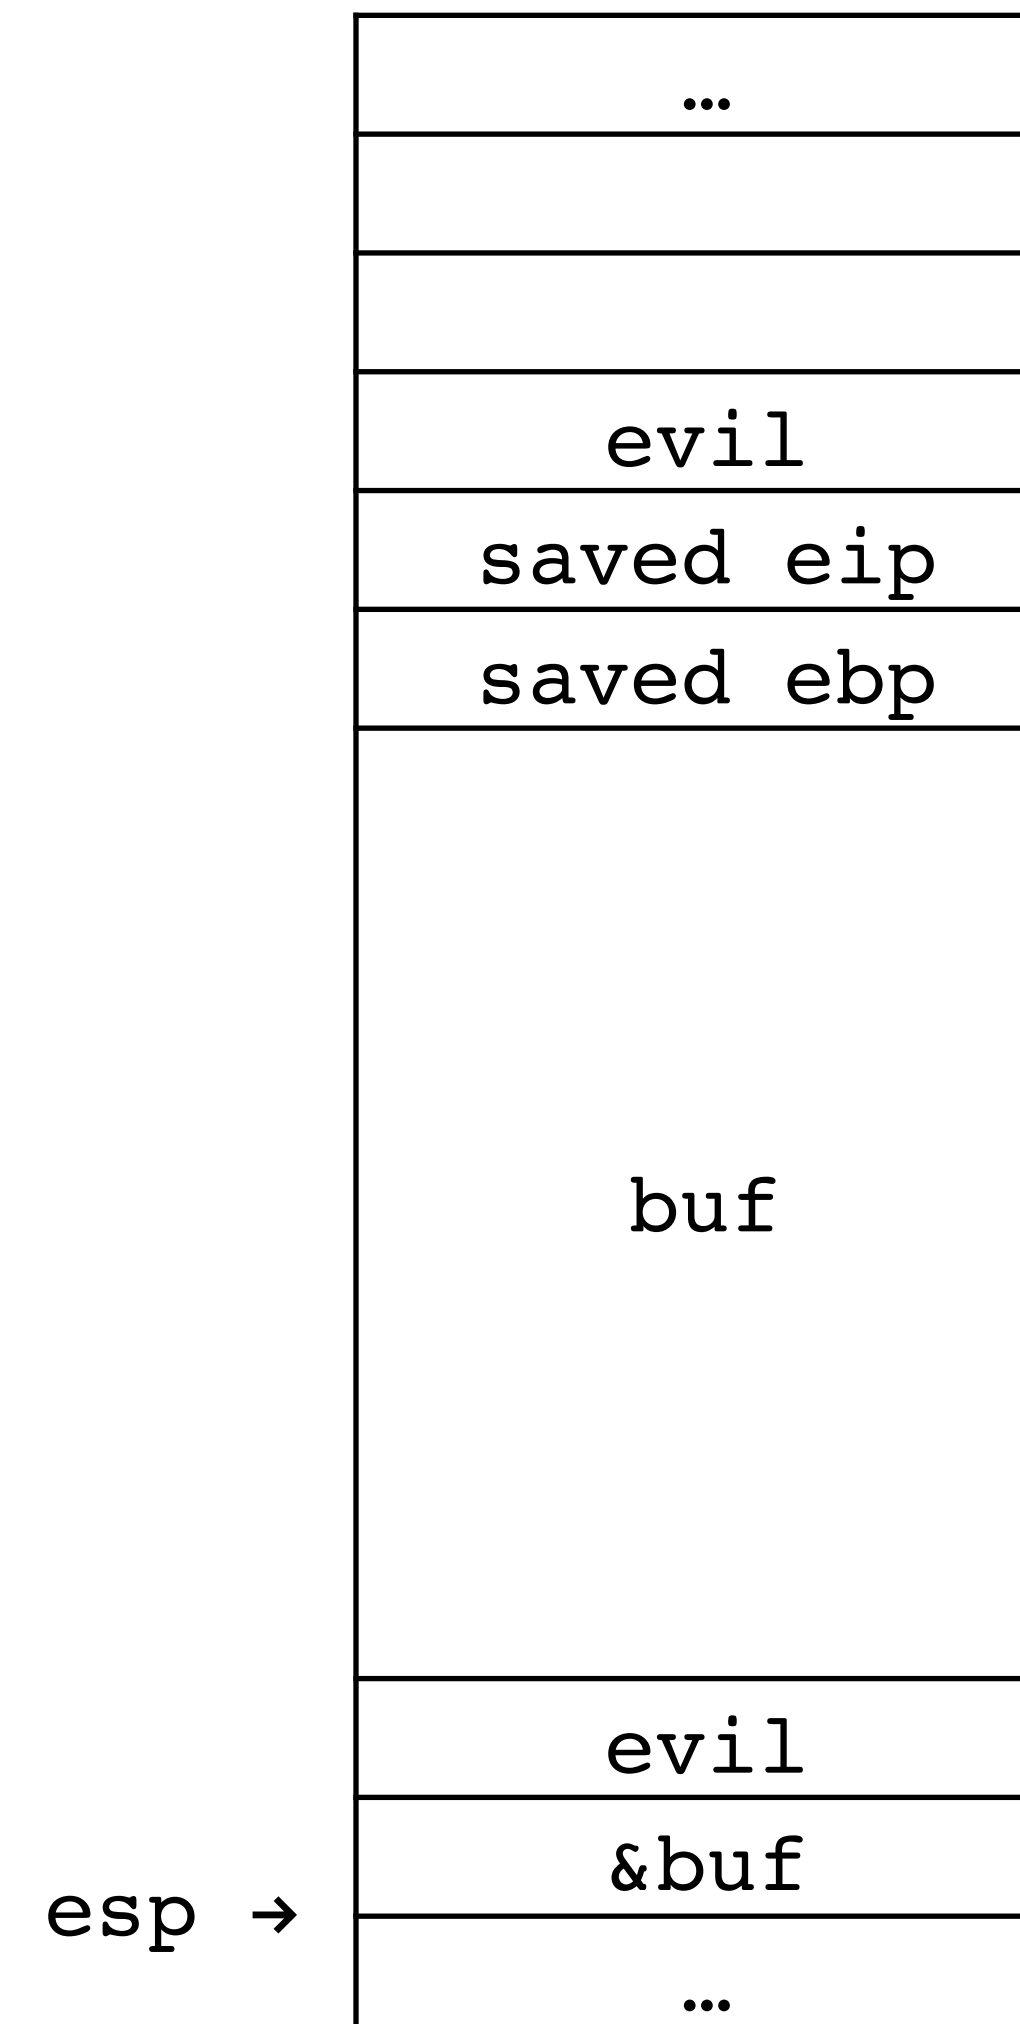 …
evil
saved eip
saved ebp
buf
evil
&buf
esp →
…